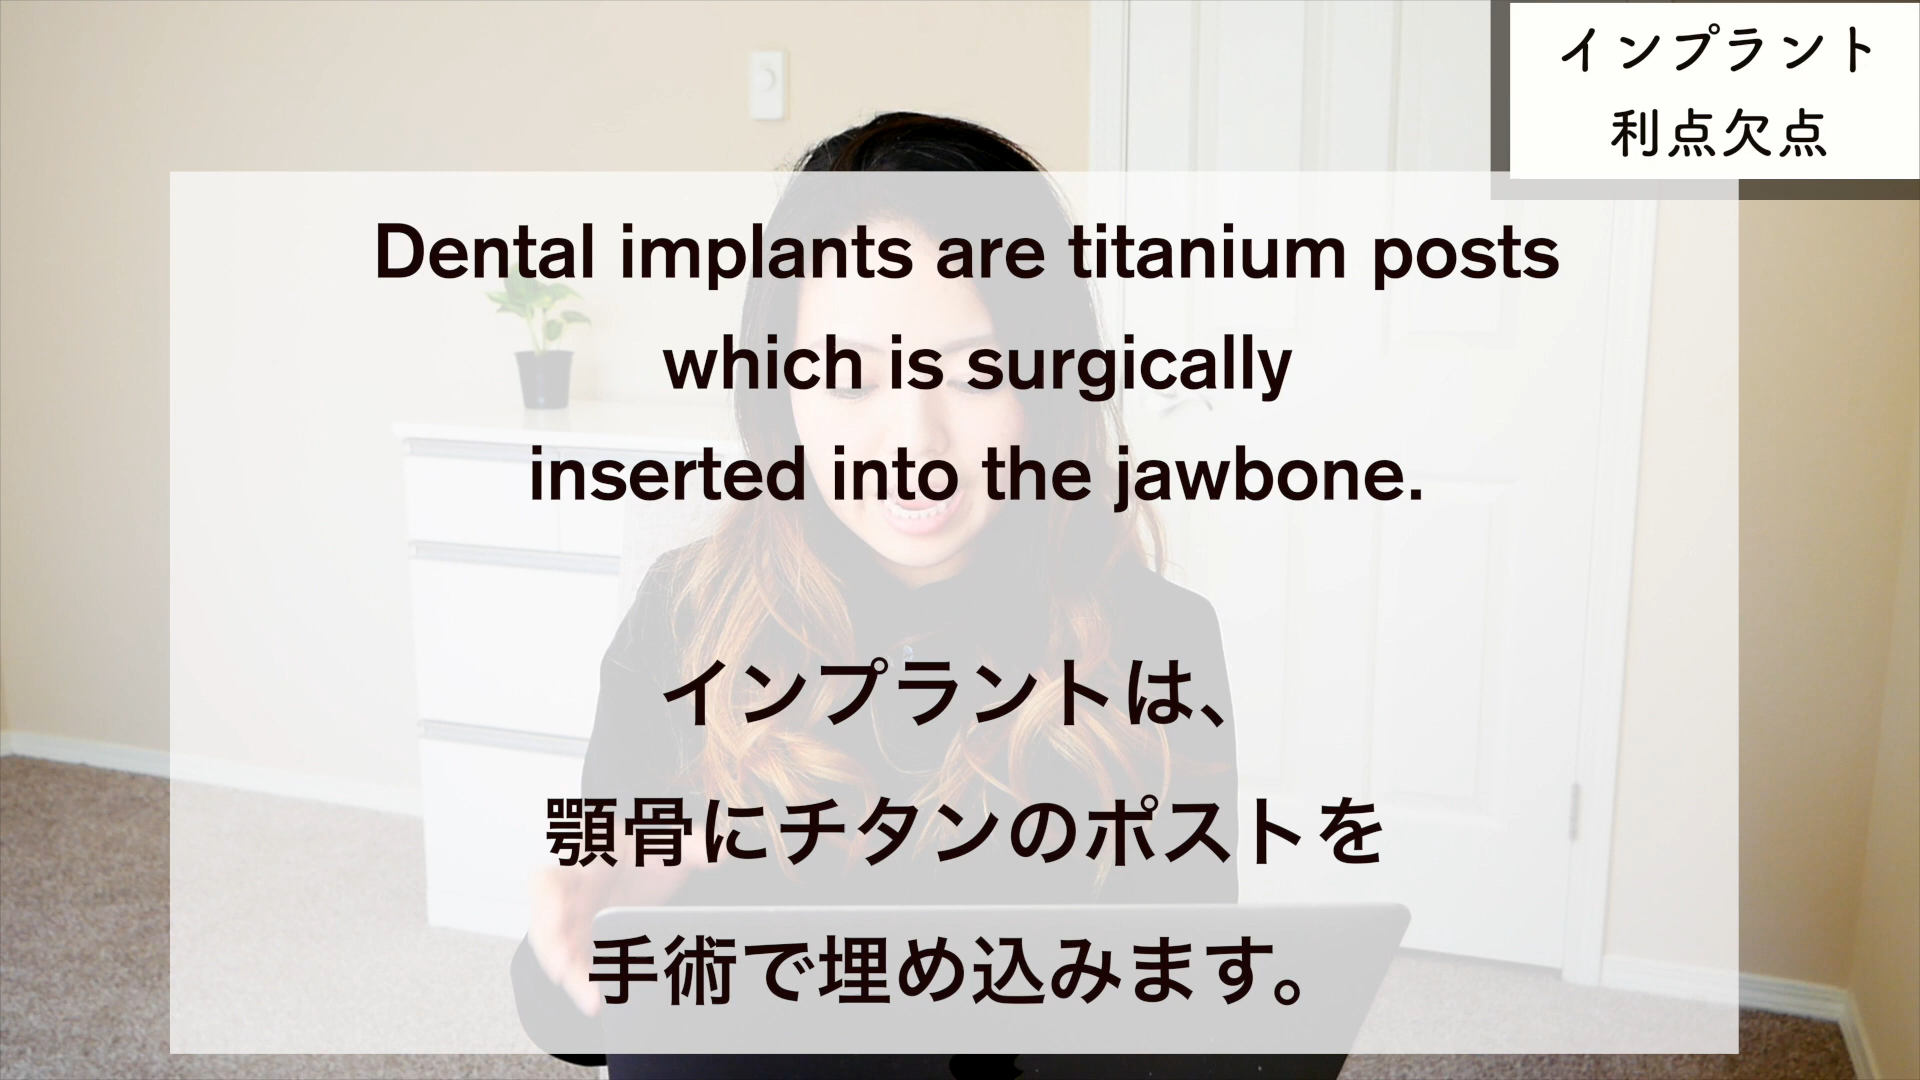 インプラント
利点欠点
Dental implants are titanium posts
which is surgically
inserted into the jawbone.
インプラントは、
顎骨にチタンのポストを
手術で埋め込みます。